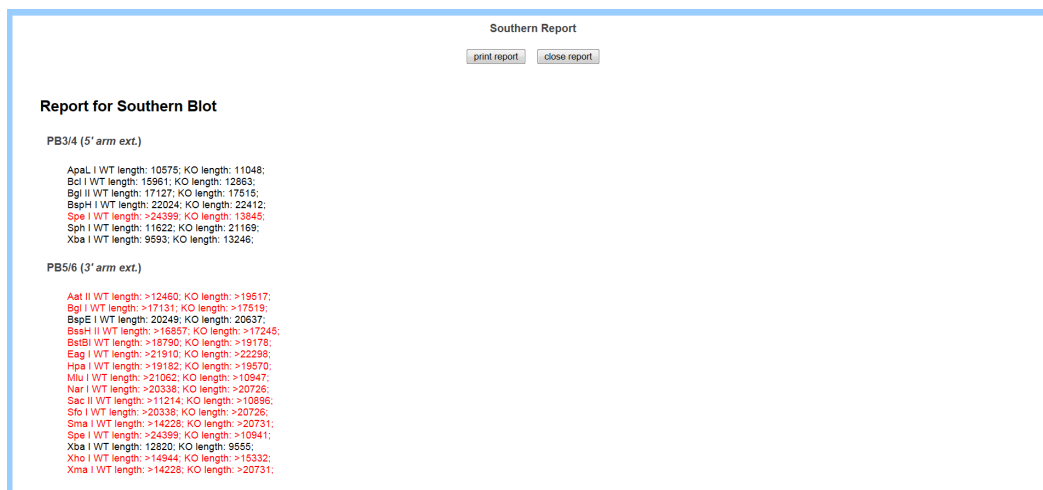 Southern Report
print report close report
Report for Southern Blot
PB3/4 (5' arm ext.)
ApaL I WT length: 10575; KO length: 11048;
Bcl I WT length: 15961; KO length: 12863;
Bgl II WT length: 17127; KO length: 17515;
BspH I WT length: 22024; KO length: 22412;
Spe I WT length: >24399; KO length: 13845;
Sph I WT length: 11622; KO length: 21169;
Xba I WT length: 9593; KO length: 13246;
PB5/6 (3' arm ext.)
Aat II WT length: >12460; KO length: >19517;
Bgl I WT length: >17131; KO length: >17519;
BspE I WT length: 20249; KO length: 20637;
BssH II WT length: >16857; KO length: >17245;
BstBI WT length: >18790; KO length: >19178;
Eag I WT length: >21910; KO length: >22298;
Hpa I WT length: >19182; KO length: >19570;
Mlu I WT length: >21062; KO length: >10947;
Nar I WT length: >20338; KO length: >20726;
Sac II WT length: >11214; KO length: >10896;
Sfo I WT length: >20338; KO length: >20726;
Sma I WT length: >14228; KO length: >20731;
Spe I WT length: >24399; KO length: >10941;
Xba I WT length: 12820; KO length: 9555;
Xho I WT length: >14944; KO length: >15332;
Xma I WT length: >14228; KO length: >20731;